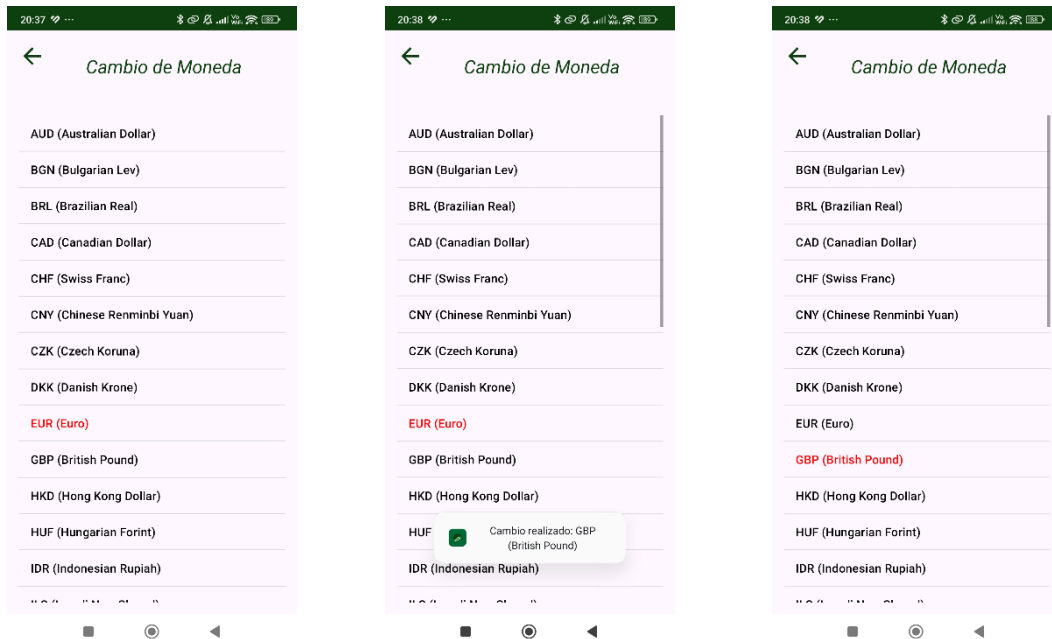 20:37
Cambio de Moneda
AUD (Australian Dollar)
BGN (Bulgarian Lev)
BRL (Brazilian Real)
CAD (Canadian Dollar)
CHF (Swiss Franc)
CNY (Chinese Renminbi Yuan)
CZK (Czech Koruna)
DKK (Danish Krone)
EUR (Euro)
GBP (British Pound)
HKD (Hong Kong Dollar)
HUF (Hungarian Forint)
IDR (Indonesian Rupiah)
20:38
Cambio de Moneda
AUD (Australian Dollar)
BGN (Bulgarian Lev)
BRL (Brazilian Real)
CAD (Canadian Dollar)
CHF (Swiss Franc)
CNY (Chinese Renminbi Yuan)
CZK (Czech Koruna)
DKK (Danish Krone)
EUR (Euro)
GBP (British Pound)
HKD (Hong Kong Dollar)
HUF
Cambio realizado: GBP
(British Pound)
IDR (Indonesian Rupiah)
20:38
Cambio de Moneda
AUD (Australian Dollar)
BGN (Bulgarian Lev)
BRL (Brazilian Real)
CAD (Canadian Dollar)
CHF (Swiss Franc)
CNY (Chinese Renminbi Yuan)
CZK (Czech Koruna)
DKK (Danish Krone)
EUR (Euro)
GBP (British Pound)
HKD (Hong Kong Dollar)
HUF (Hungarian Forint)
IDR (Indonesian Rupiah)